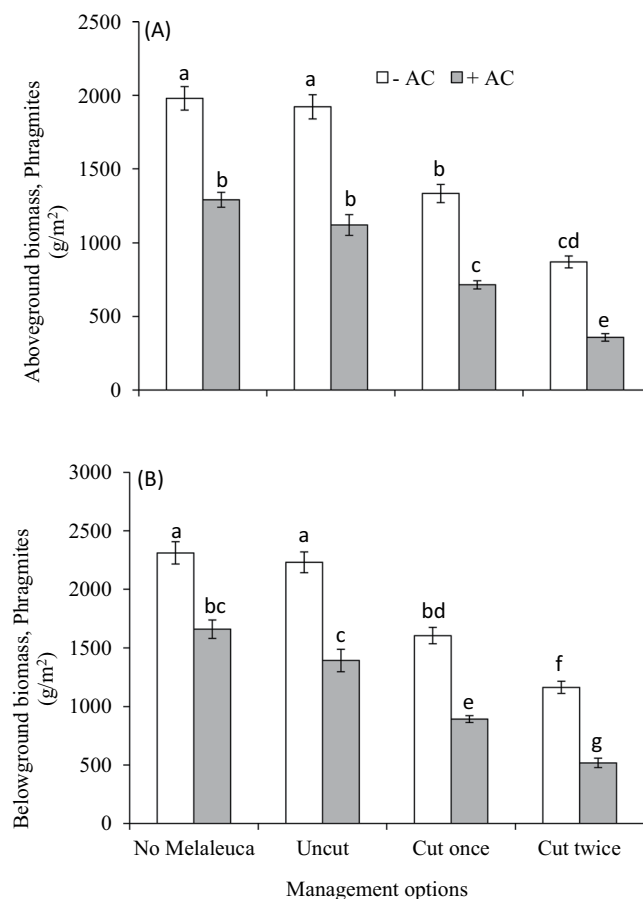 (A)
2500
2000
1500
1000
500
0
Aboveground biomass, Phragmites
(g/m²)
- AC + AC
a
b
a
b
b
c
cd
e
(B)
3000
2500
2000
1500
1000
500
0
Belowground biomass, Phragmites
(g/m²)
a
bc
a
c
bd
e
f
g
No Melaleuca Uncut Cut once Cut twice
Management options